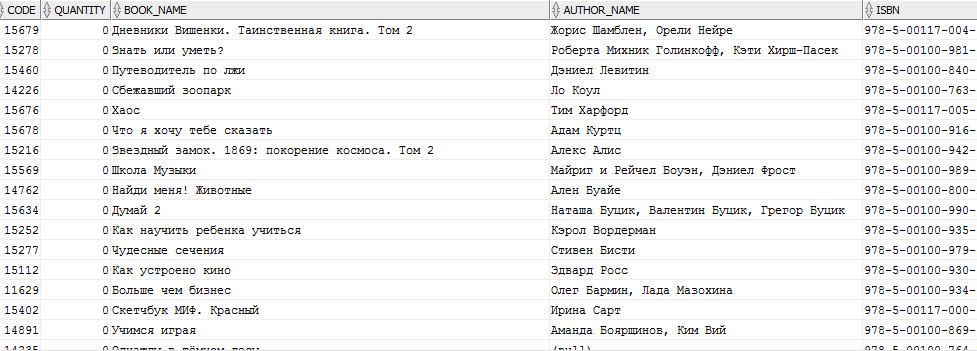 CODE QUANTITY BOOK_NAME AUTHOR_NAME ISBN
15679 0 Дневники Вишенки. Таинственная книга. Том 2 Жорис Шамблен, Орели Нейре 978-5-00117-004-
15278 0 Знать или уметь? Роберта Михник Голинкофф, Кэти Хирш-Пасек 978-5-00100-981-
15460 0 Путеводитель по лжи Дэниел Левитин 978-5-00100-840-
14226 0 Сбежавший зоопарк Ло Коул 978-5-00100-763-
15676 0 Хаос Тим Харфорд 978-5-00117-005-
15678 0 Что я хочу тебе сказать Адам Куртц 978-5-00100-916-
15216 0 Звездный замок. 1869: покорение космоса. Том 2 Алекс Алис 978-5-00100-942-
15569 0 Школа Музыки Майриг и Рейчел Боуэн, Дэниел Фрост 978-5-00100-989-
14762 0 Найди меня! Животные Ален Буайе 978-5-00100-800-
15634 0 Думай 2 Наташа Буцик, Валентин Буцик, Грегор Буцик 978-5-00100-990-
15252 0 Как научить ребенка учиться Кэрол Вордерман 978-5-00100-935-
15277 0 Чудесные сечения Стивен Бисти 978-5-00100-979-
15112 0 Как устроено кино Эдвард Росс 978-5-00100-930-
11629 0 Больше чем бизнес Олег Бармин, Лада Мазохина 978-5-00100-934-
15402 0 Скетчбук МИФ. Красный Ирина Сарт 978-5-00117-000-
14891 0 Учимся играя Аманда Боярщинов, Ким Вий 978-5-00100-869-